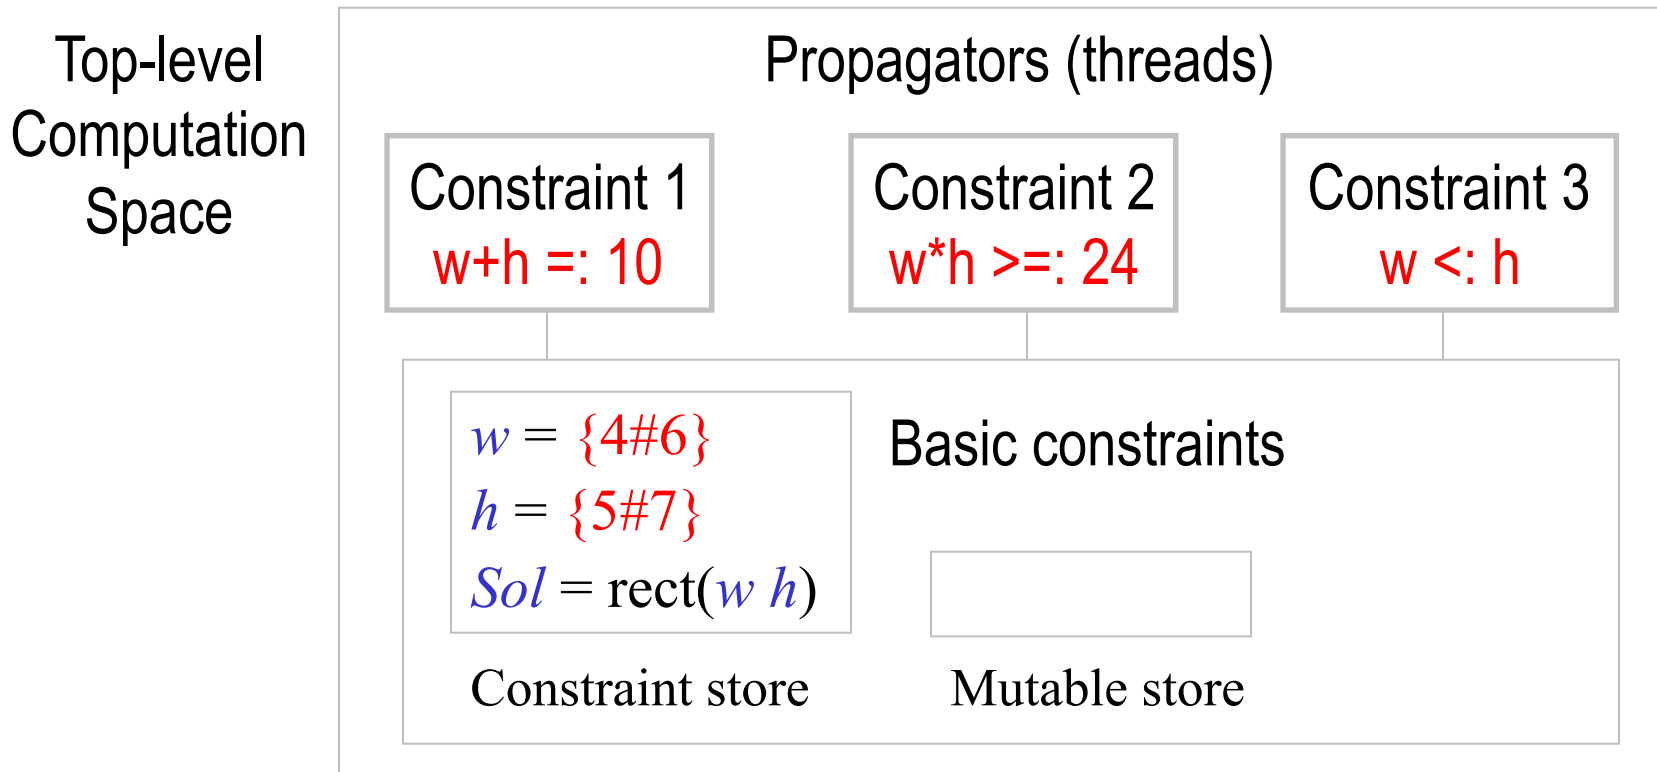 Top-level
Computation
Space
Propagators (threads)
Constraint 1
w+h =: 10
Constraint 2
w*h >=: 24
Constraint 3
w <: h
w = {4#6}
h = {5#7}
Sol = rect(w h)
Basic constraints
Constraint store
Mutable store